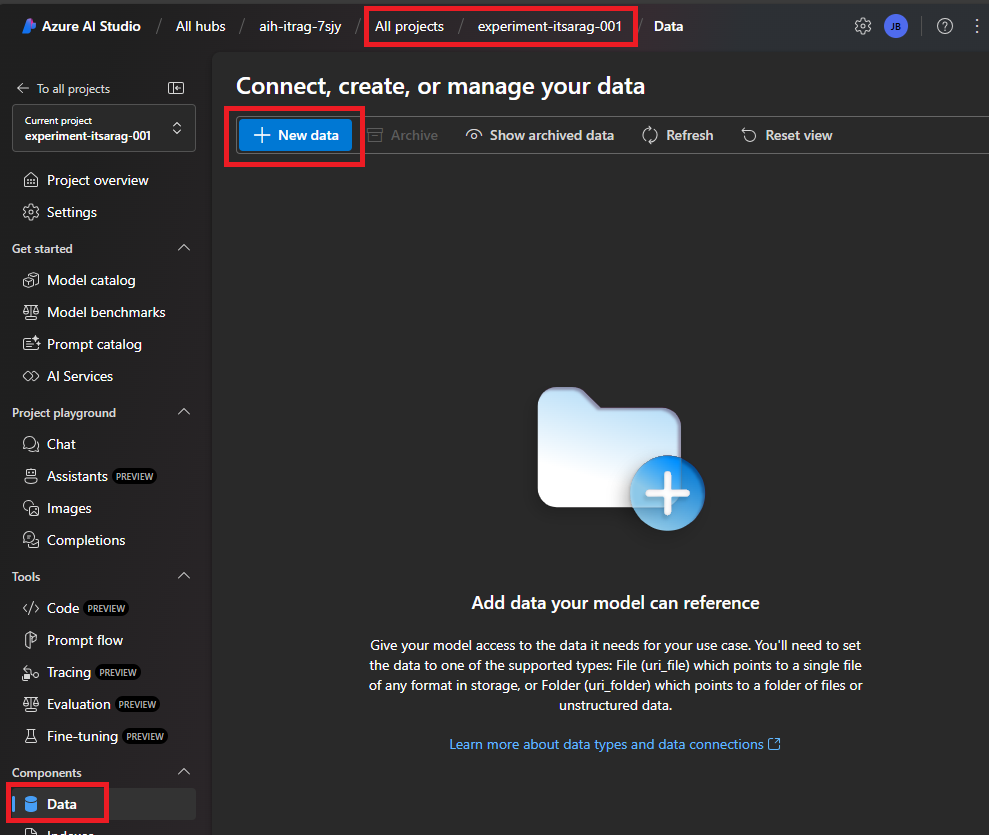 Azure AI Studio / All hubs / aih-itrag-7sjy / All projects / experiment-itsarag-001 / Data
JB
To all projects
Current project
experiment-itsarag-001
Project overview
Settings
Get started
Model catalog
Model benchmarks
Prompt catalog
AI Services
Project playground
Chat
Assistants PREVIEW
Images
Completions
Tools
Code PREVIEW
Prompt flow
Tracing PREVIEW
Evaluation PREVIEW
Fine-tuning PREVIEW
Components
Data
Indexes
Connect, create, or manage your data
New data Archive Show archived data Refresh Reset view
Add data your model can reference
Give your model access to the data it needs for your use case. You'll need to set
the data to one of the supported types: File (uri_file) which points to a single file
of any format in storage, or Folder (uri_folder) which points to a folder of files or
unstructured data.
Learn more about data types and data connections